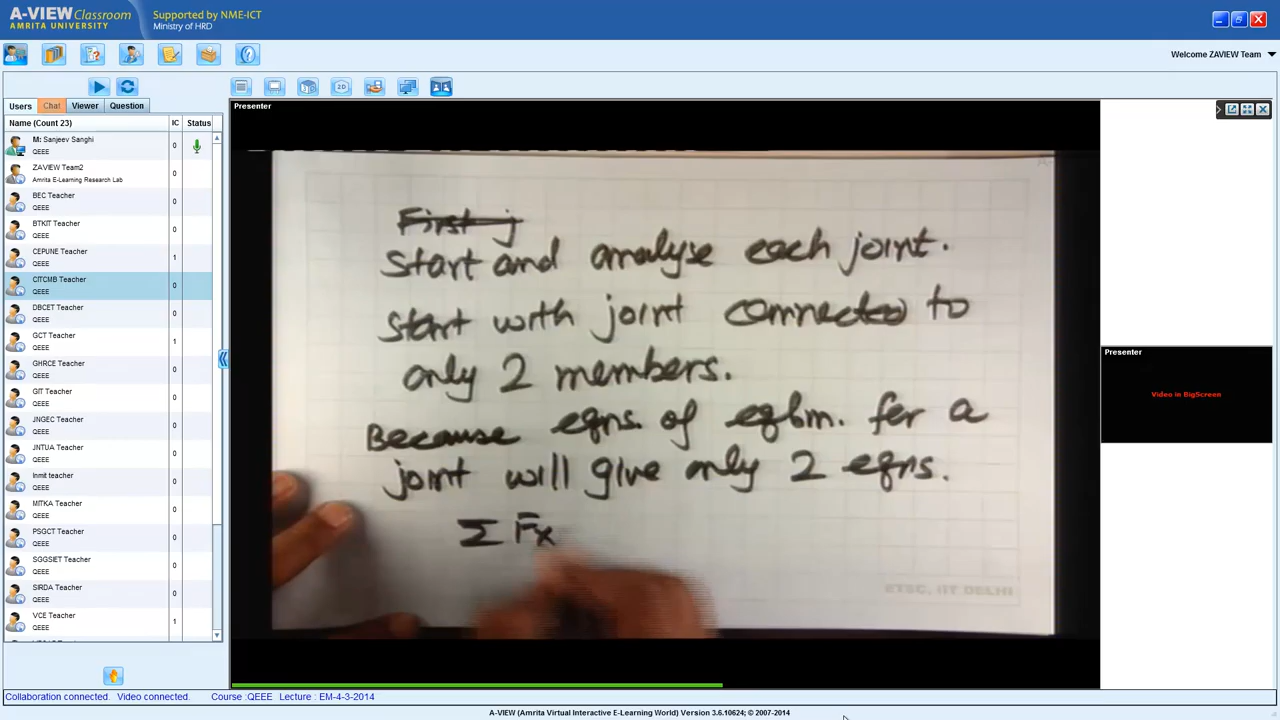 A-VIEW Classroom
AMRITA UNIVERSITY
Supported by NME-ICT
Ministry of HRD
Welcome ZAVIEW Team
Users Chat Viewer Question
Name (Count 23) IC Status
M: Sanjeev Sanghi
QEEE
0
ZAVIEW Team2
Amrita E-Learning Research Lab
0
BEC Teacher
QEEE
0
BTKIT Teacher
QEEE
0
CEPUNE Teacher
QEEE
1
CITCMB Teacher
QEEE
0
DBCET Teacher
QEEE
0
GCT Teacher
QEEE
1
GHRCE Teacher
QEEE
0
GIT Teacher
QEEE
0
JNGEC Teacher
QEEE
0
JNTUA Teacher
QEEE
0
lnmit teacher
QEEE
0
MITKA Teacher
QEEE
0
PSGCT Teacher
QEEE
0
SGGSIET Teacher
QEEE
0
SIRDA Teacher
QEEE
0
VCE Teacher
QEEE
1
Presenter
First j
Start and analyse each joint.
Start with joint connected to
only 2 members.
Because eqns. of eqbm. for a
joint will give only 2 eqns.
Σ Fx
ETSC, IIT DELHI
Presenter
Video in BigScreen
Collaboration connected. Video connected. Course :QEEE Lecture : EM-4-3-2014
A-VIEW (Amrita Virtual Interactive E-Learning World) Version 3.6.10624; © 2007-2014